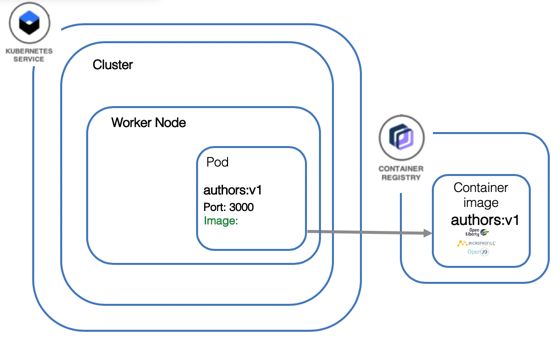 KUBERNETES
SERVICE
Cluster
Worker Node
Pod
authors:v1
Port: 3000
Image:
CONTAINER
REGISTRY
Container
image
authors:v1
Open
Liberty
MICROPROFILE
OpenJ9